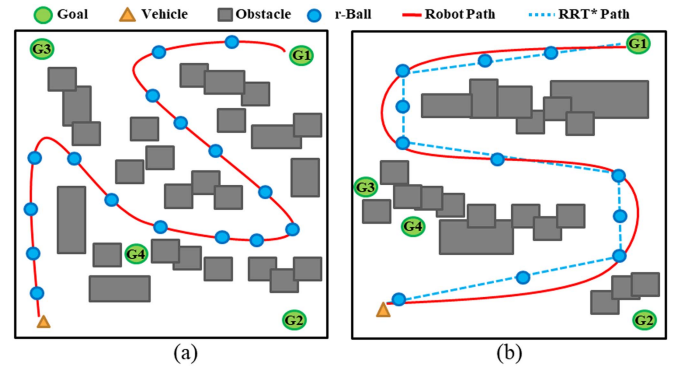 Goal Vehicle Obstacle r-Ball Robot Path RRT* Path
G3
G1
G4
G2
G1
G3
G4
G2
(a) (b)